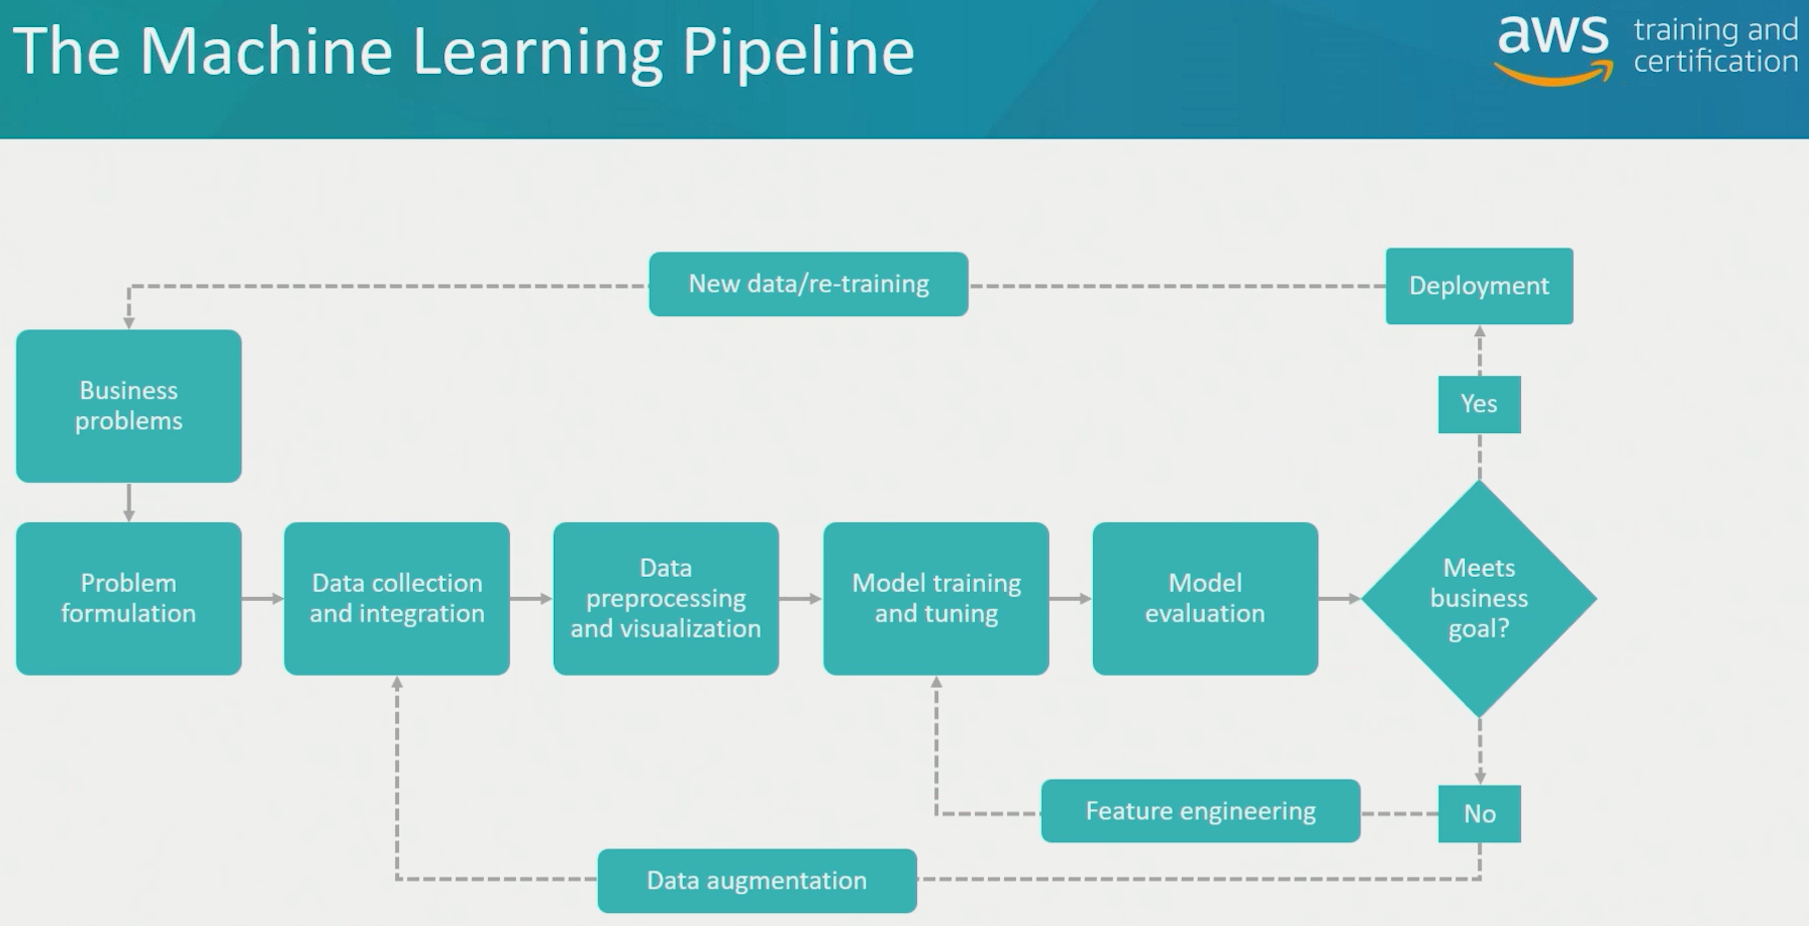 The Machine Learning Pipeline
aws
training and
certification
New data/re-training
Deployment
Business
problems
Yes
Problem
formulation
Data collection
and integration
Data
preprocessing
and visualization
Model training
and tuning
Model
evaluation
Meets
business
goal?
Feature engineering
No
Data augmentation